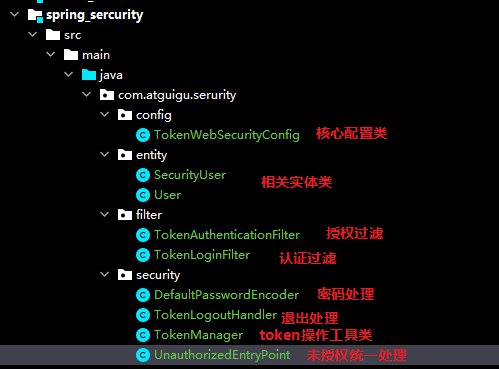 spring_sercurity
src
main
java
com.atguigu.serurity
config
TokenWebSecurityConfig 核心配置类
entity
SecurityUser
相关实体类
User
filter
TokenAuthenticationFilter 授权过滤
TokenLoginFilter 认证过滤
security
DefaultPasswordEncoder 密码处理
TokenLogoutHandler 退出处理
TokenManager token操作工具类
UnauthorizedEntryPoint 未授权统一处理